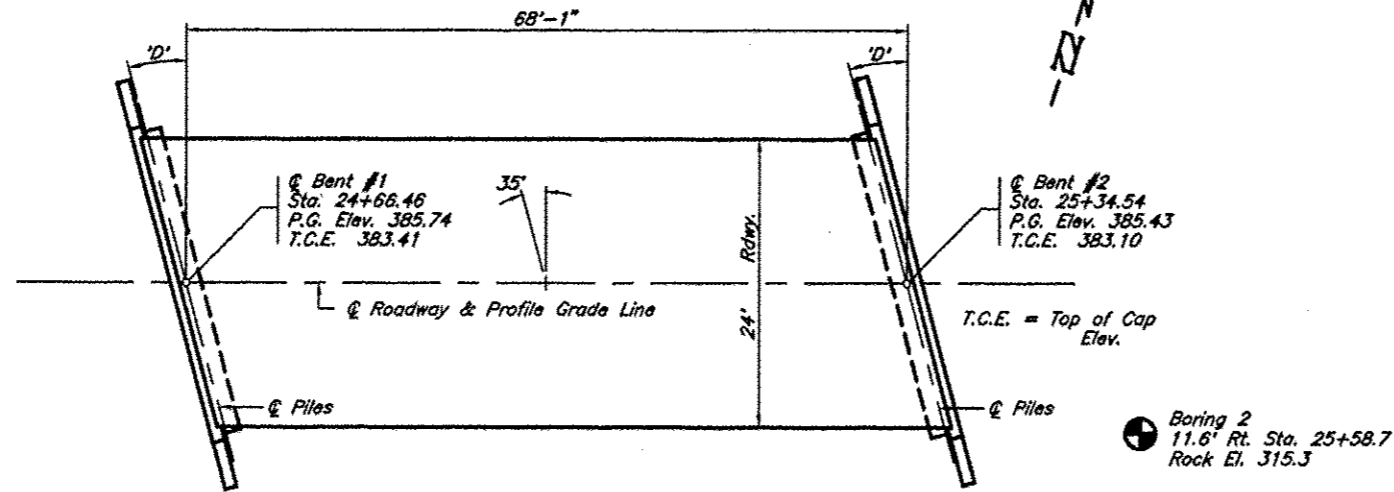 68'-1"
N
'D'
'D'
℄ Bent #1
Sta. 24+66.46
P.G. Elev. 385.74
T.C.E. 383.41
35'
℄ Bent #2
Sta. 25+34.54
P.G. Elev. 385.43
T.C.E. 383.10
Rdwy.
24'
℄ Roadway & Profile Grade Line
T.C.E. = Top of Cap
Elev.
℄ Piles
℄ Piles
Boring 2
11.6' Rt. Sta. 25+58.7
Rock El. 315.3